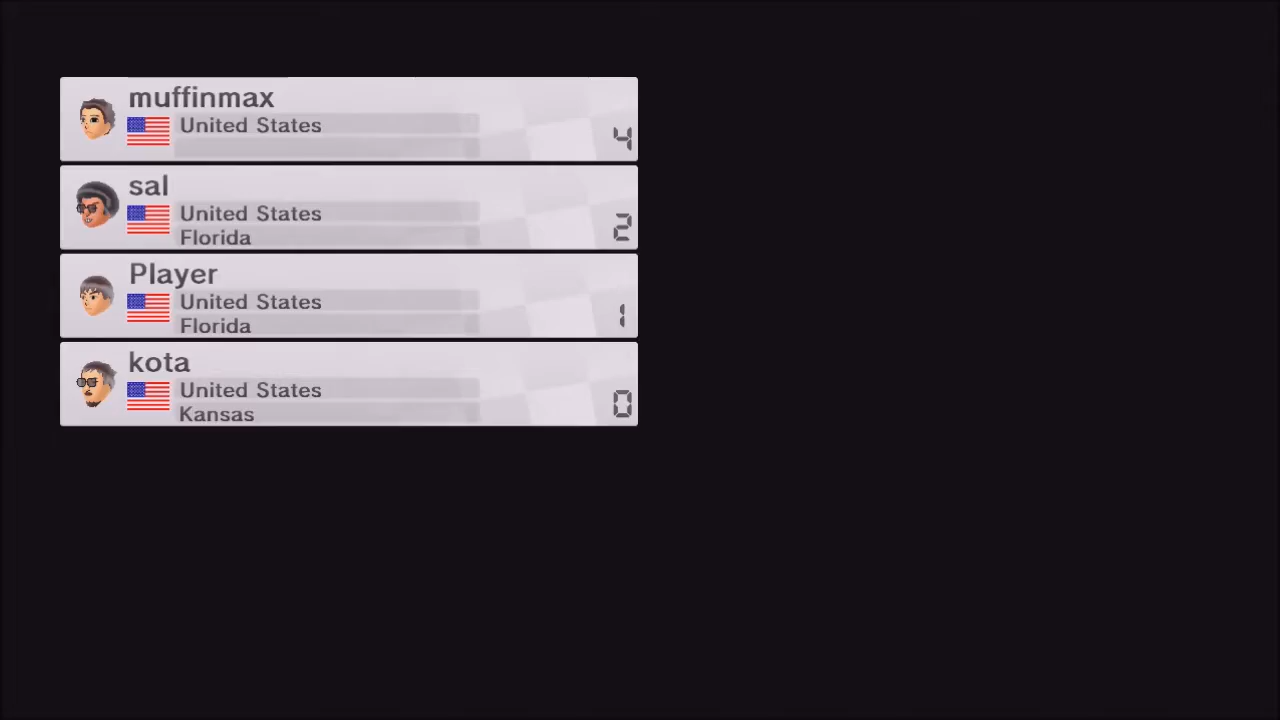 muffinmax
United States
4
sal
United States
Florida
2
Player
United States
Florida
1
kota
United States
Kansas
0